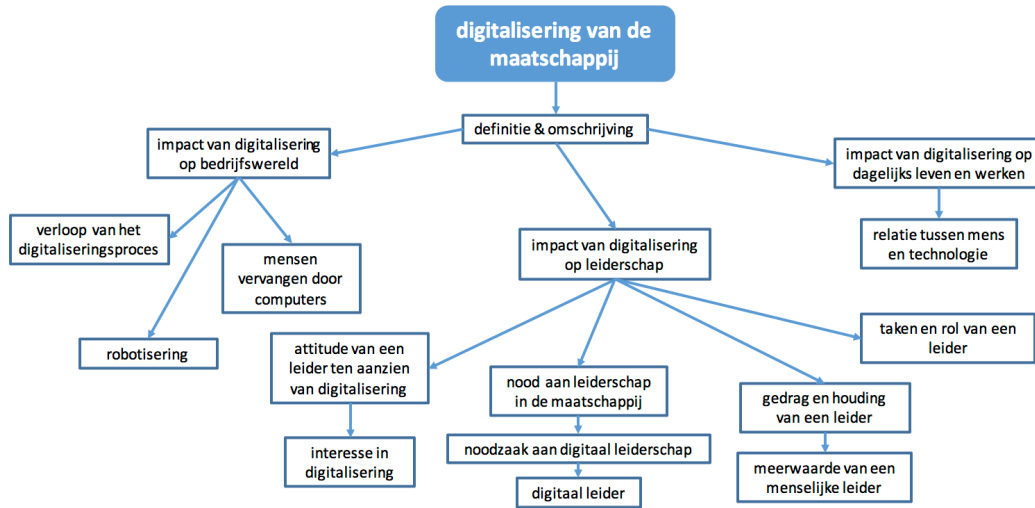 digitalisering van de
maatschappij
definitie & omschrijving
impact van digitalisering
op bedrijfswereld
impact van digitalisering op
dagelijks leven en werken
verloop van het
digitaliseringsproces
mensen
vervangen door
computers
robotisering
impact van digitalisering
op leiderschap
relatie tussen mens
en technologie
attitude van een
leider ten aanzien
van digitalisering
interesse in
digitalisering
nood aan leiderschap
in de maatschappij
noodzaak aan digitaal leiderschap
digitaal leider
gedrag en houding
van een leider
meerwaarde van een
menselijke leider
taken en rol van een
leider